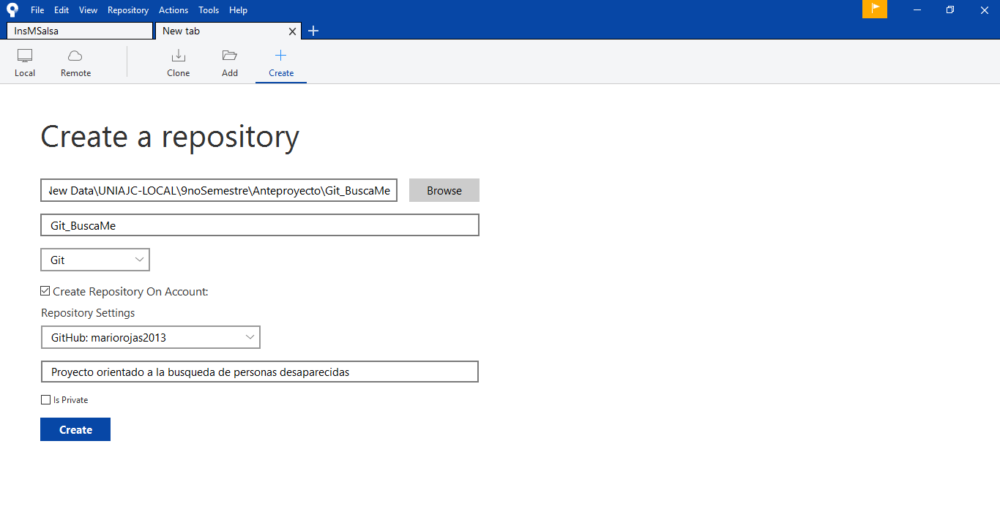 File Edit View Repository Actions Tools Help
InsMSalsa New tab
Local Remote Clone Add Create
Create a repository
New Data\UNIAJC-LOCAL\9noSemestre\Anteproyecto\Git_BuscaMe Browse
Git_BuscaMe
Git
Create Repository On Account:
Repository Settings
GitHub: mariorojas2013
Proyecto orientado a la busqueda de personas desaparecidas
Is Private
Create